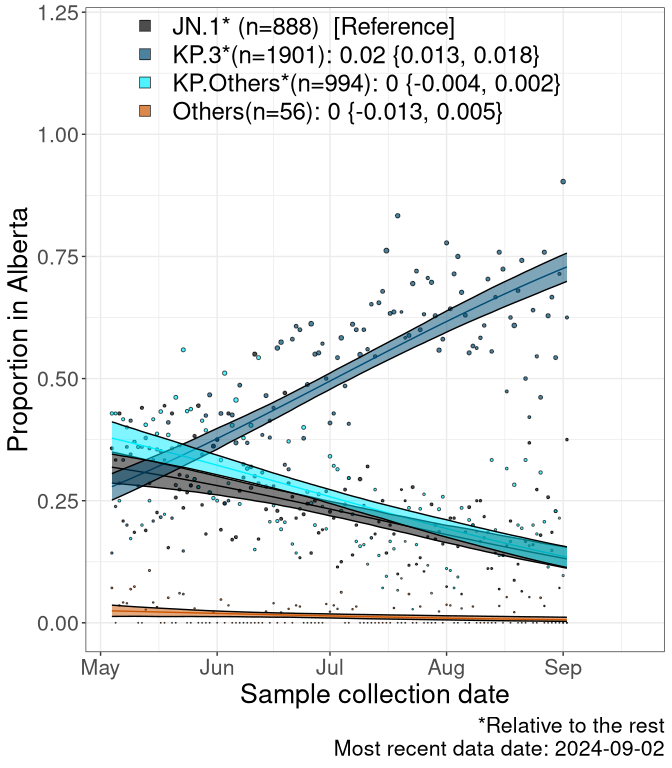 JN.1* (n=888) [Reference]
KP.3*(n=1901): 0.02 {0.013, 0.018}
KP.Others*(n=994): 0 {-0.004, 0.002}
Others(n=56): 0 {-0.013, 0.005}
1.25
1.00
0.75
0.50
0.25
0.00
Proportion in Alberta
May Jun Jul Aug Sep
Sample collection date
*Relative to the rest
Most recent data date: 2024-09-02